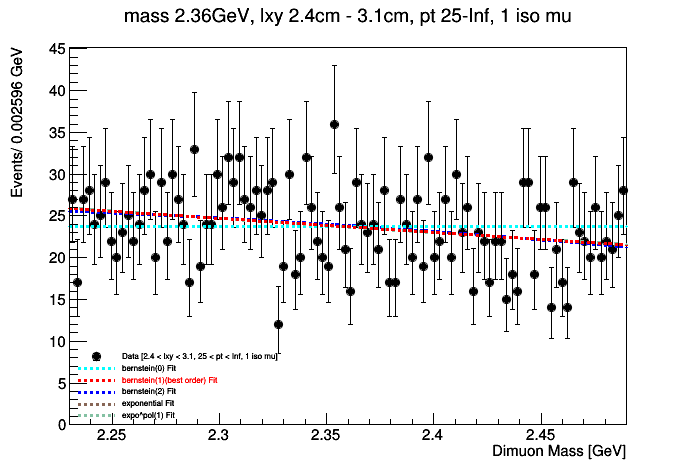 mass 2.36GeV, lxy 2.4cm - 3.1cm, pt 25-Inf, 1 iso mu
Events/ 0.002596 GeV
45
40
35
30
25
20
15
10
5
0
Data [2.4 < lxy < 3.1, 25 < pt < Inf, 1 iso mu]
bernstein(0) Fit
bernstein(1)(best order) Fit
bernstein(2) Fit
exponential Fit
expo*pol(1) Fit
2.25 2.3 2.35 2.4 2.45
Dimuon Mass [GeV]